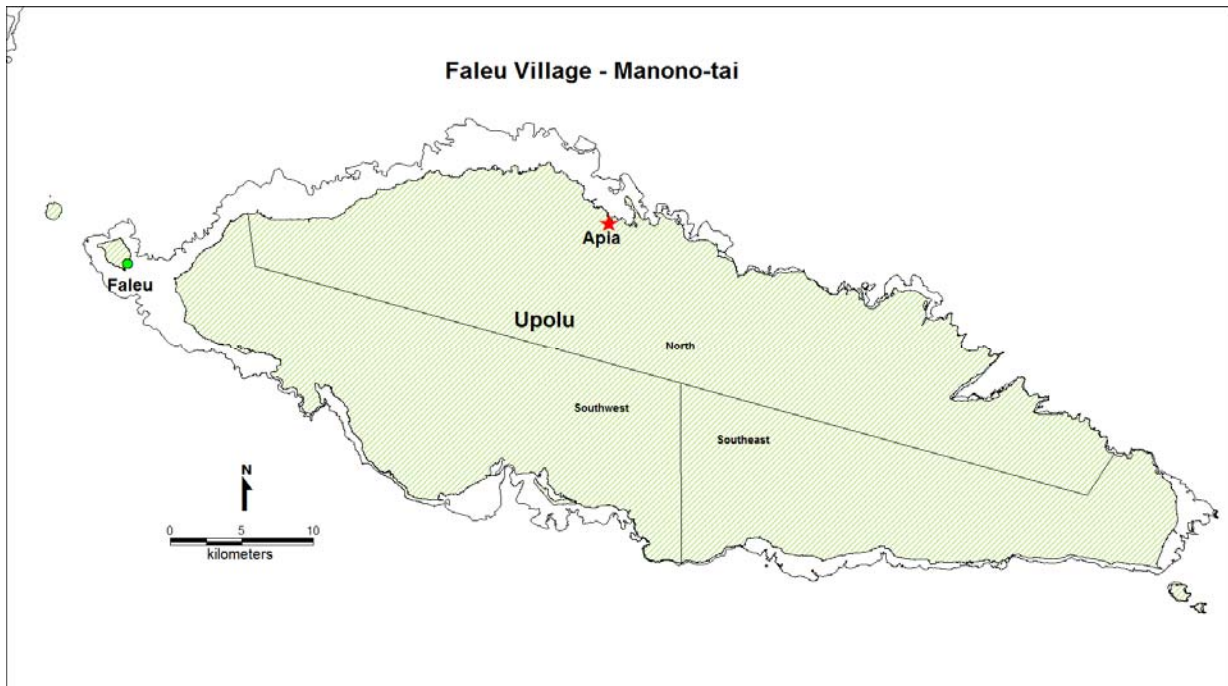 Faleu Village - Manono-tai
Apia
Faleu
Upolu
North
Southwest
Southeast
N
0 5 10
kilometers